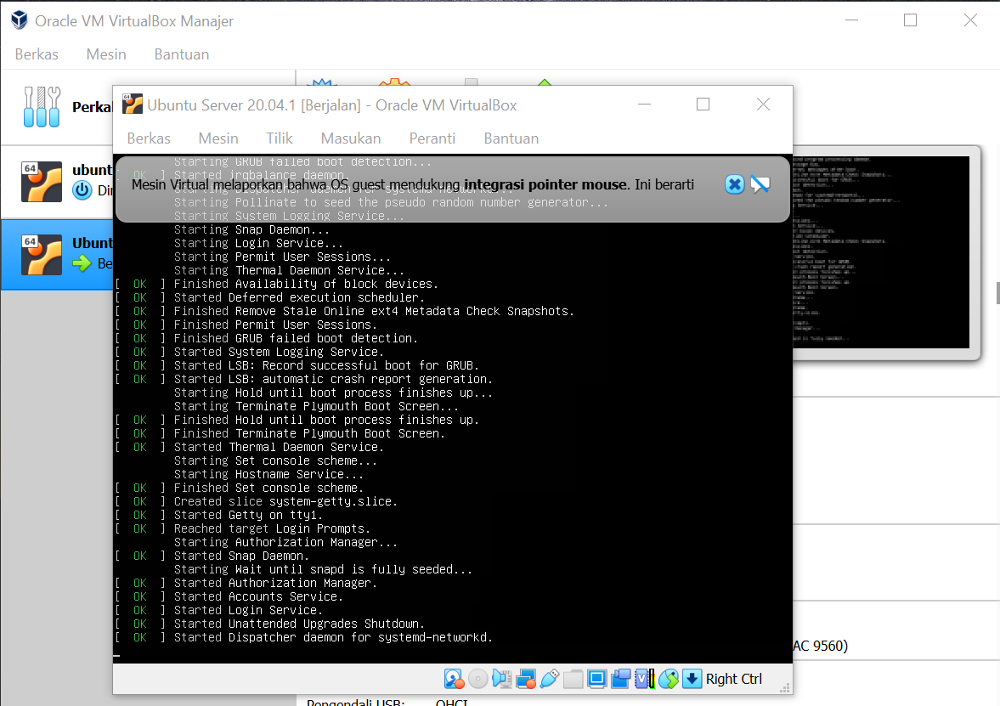 Oracle VM VirtualBox Manajer
Berkas Mesin Bantuan
Perka
64
ubunt
64
Ubunt
Be
64
Ubuntu Server 20.04.1 [Berjalan] - Oracle VM VirtualBox
Berkas Mesin Tilik Masukan Peranti Bantuan
Starting GRUB failed boot detection...
[ OK ] Started irqbalance daemon.
Mesin Virtual melaporkan bahwa OS guest mendukung integrasi pointer mouse. Ini berarti
Starting Pollinate to seed the pseudo random number generator...
Starting System Logging Service...
Starting Snap Daemon...
Starting Login Service...
Starting Permit User Sessions...
Starting Thermal Daemon Service...
[ OK ] Finished Availability of block devices.
[ OK ] Started Deferred execution scheduler.
[ OK ] Finished Remove Stale Online ext4 Metadata Check Snapshots.
[ OK ] Finished Permit User Sessions.
[ OK ] Finished GRUB failed boot detection.
[ OK ] Started System Logging Service.
[ OK ] Started LSB: Record successful boot for GRUB.
[ OK ] Started LSB: automatic crash report generation.
Starting Hold until boot process finishes up...
Starting Terminate Plymouth Boot Screen...
[ OK ] Finished Hold until boot process finishes up.
[ OK ] Finished Terminate Plymouth Boot Screen.
[ OK ] Started Thermal Daemon Service.
Starting Set console scheme...
Starting Hostname Service...
[ OK ] Finished Set console scheme.
[ OK ] Created slice system-getty.slice.
[ OK ] Started Getty on tty1.
[ OK ] Reached target Login Prompts.
Starting Authorization Manager...
[ OK ] Started Snap Daemon.
Starting Wait until snapd is fully seeded...
[ OK ] Started Authorization Manager.
[ OK ] Started Accounts Service.
[ OK ] Started Login Service.
[ OK ] Started Unattended Upgrades Shutdown.
[ OK ] Started Dispatcher daemon for systemd-networkd.
Right Ctrl
AC 9560)
Pengendali USB: OHCI